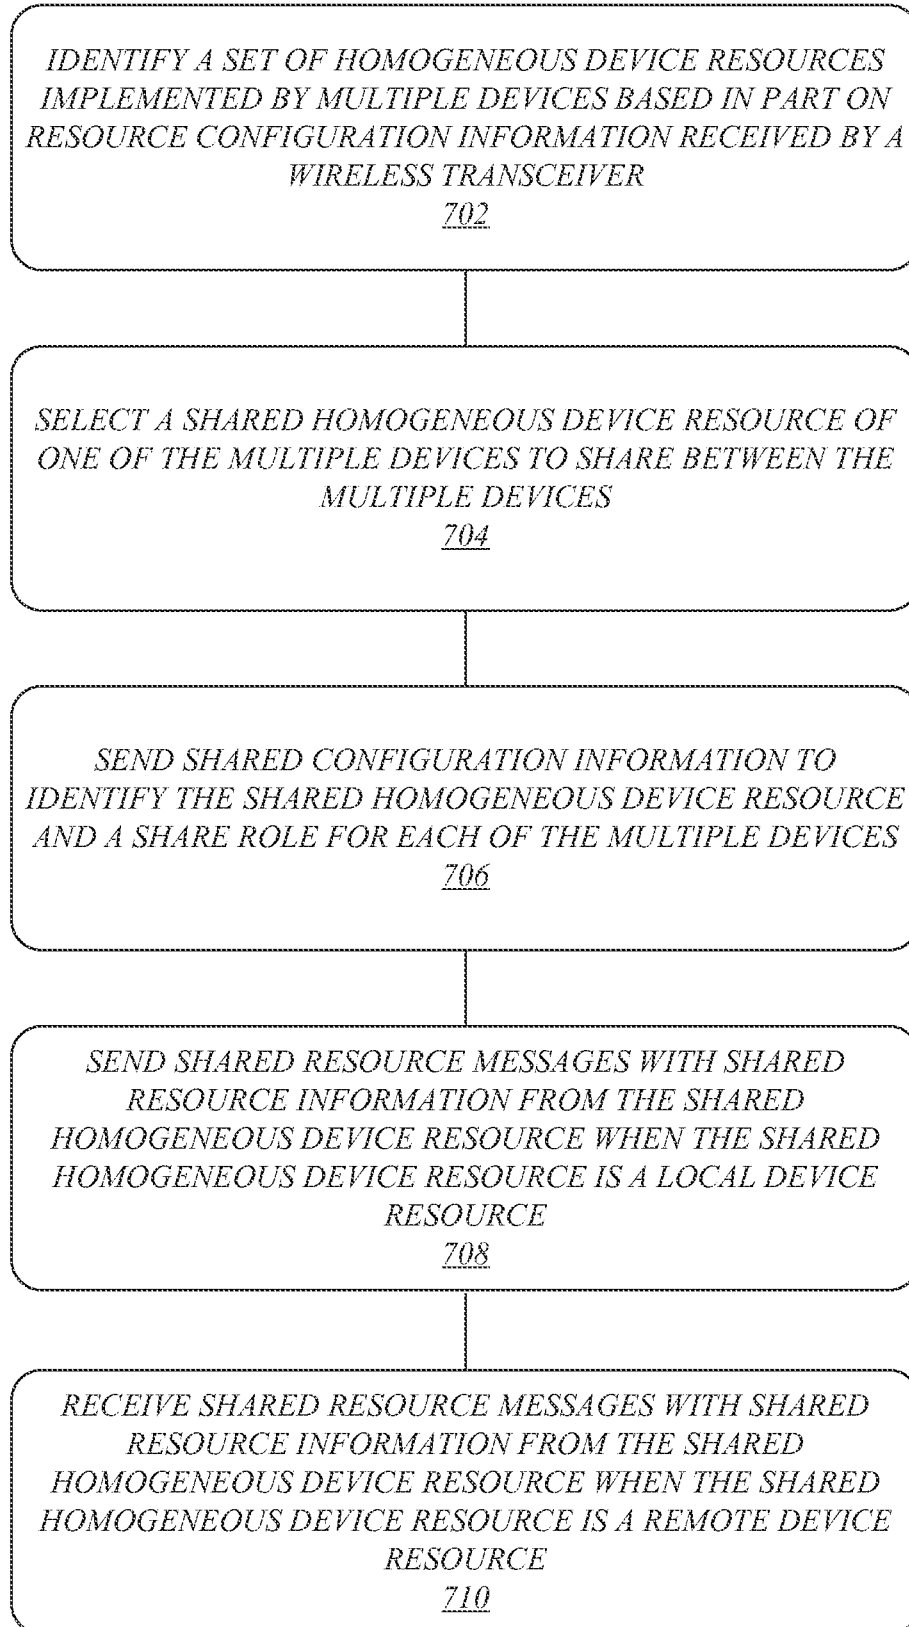 IDENTIFY A SET OF HOMOGENEOUS DEVICE RESOURCES
IMPLEMENTED BY MULTIPLE DEVICES BASED IN PART ON
RESOURCE CONFIGURATION INFORMATION RECEIVED BY A
WIRELESS TRANSCEIVER
702
SELECT A SHARED HOMOGENEOUS DEVICE RESOURCE OF
ONE OF THE MULTIPLE DEVICES TO SHARE BETWEEN THE
MULTIPLE DEVICES
704
SEND SHARED CONFIGURATION INFORMATION TO
IDENTIFY THE SHARED HOMOGENEOUS DEVICE RESOURCE
AND A SHARE ROLE FOR EACH OF THE MULTIPLE DEVICES
706
SEND SHARED RESOURCE MESSAGES WITH SHARED
RESOURCE INFORMATION FROM THE SHARED
HOMOGENEOUS DEVICE RESOURCE WHEN THE SHARED
HOMOGENEOUS DEVICE RESOURCE IS A LOCAL DEVICE
RESOURCE
708
RECEIVE SHARED RESOURCE MESSAGES WITH SHARED
RESOURCE INFORMATION FROM THE SHARED
HOMOGENEOUS DEVICE RESOURCE WHEN THE SHARED
HOMOGENEOUS DEVICE RESOURCE IS A REMOTE DEVICE
RESOURCE
710